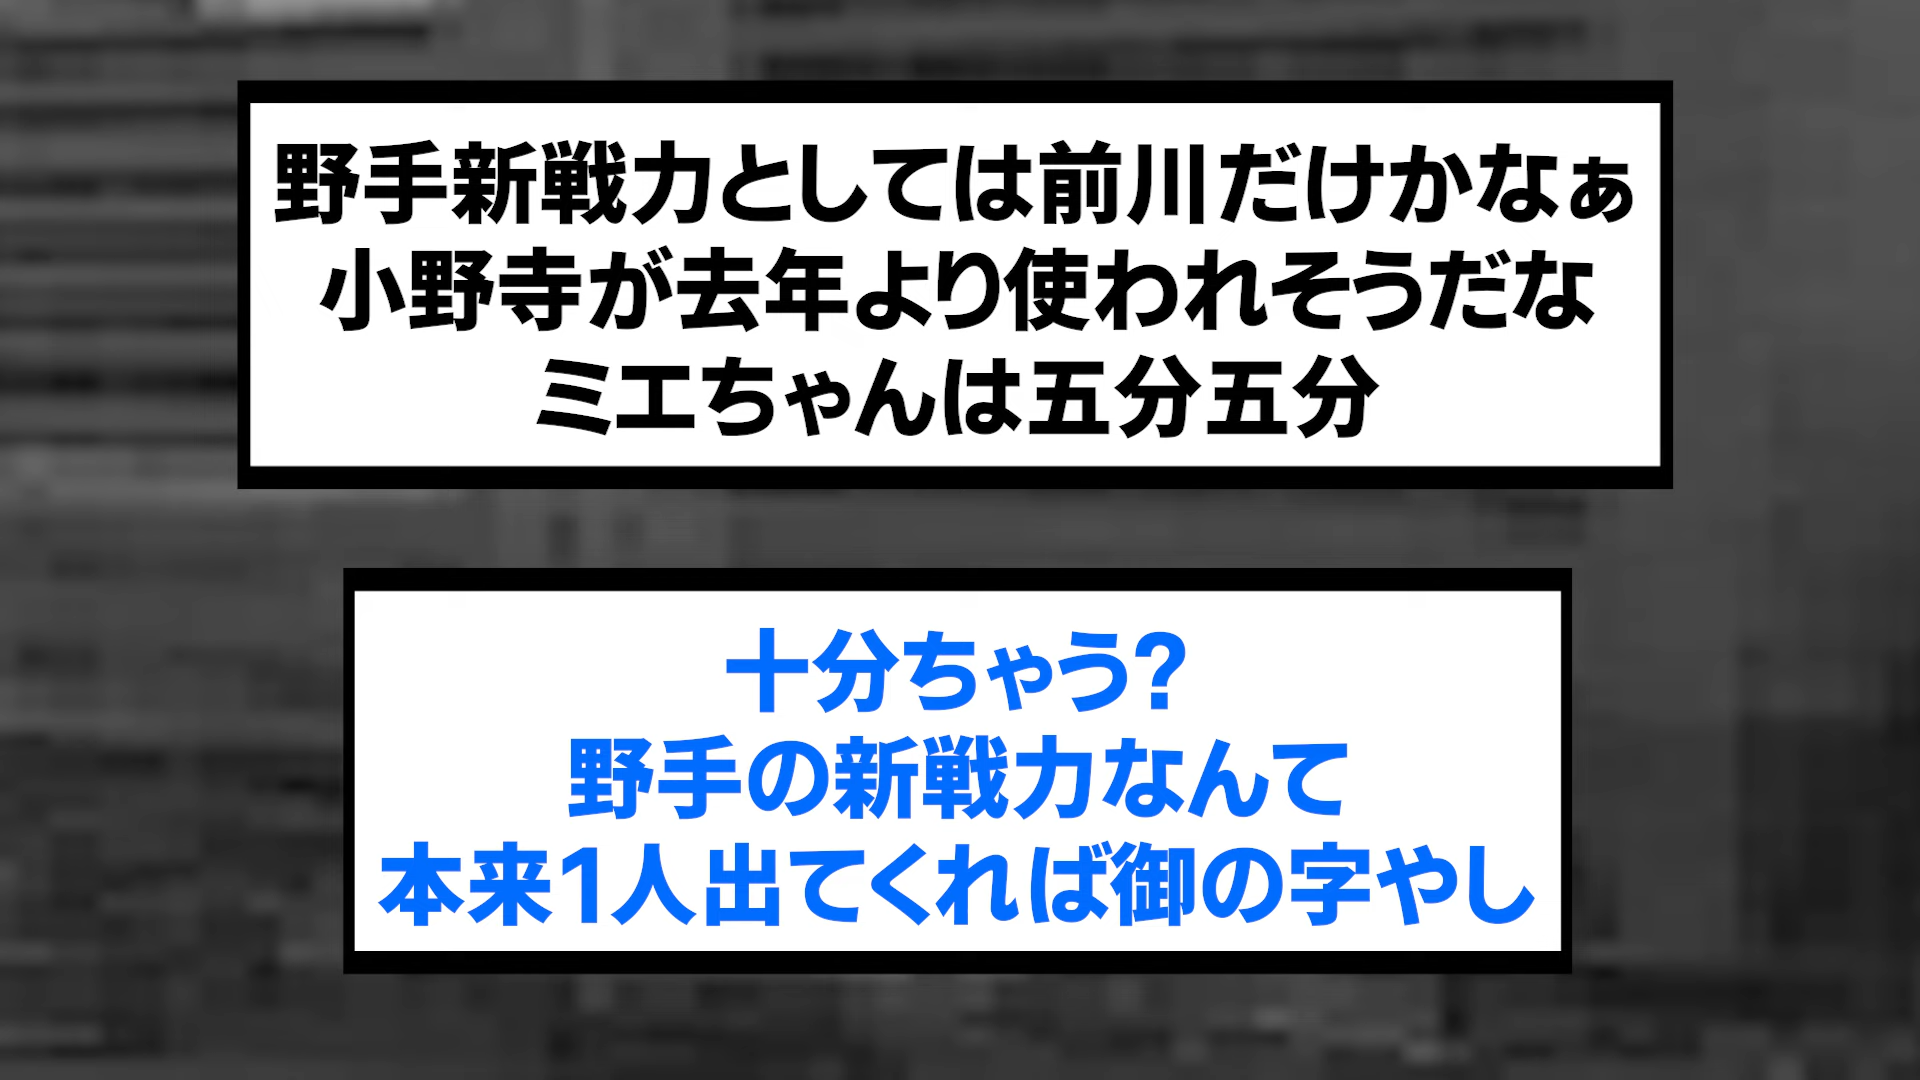 野手新戦力としては前川だけかなぁ
小野寺が去年より使われそうだな
ミエちゃんは五分五分
十分ちゃう?
野手の新戦力なんて
本来1人出てくれば御の字やし